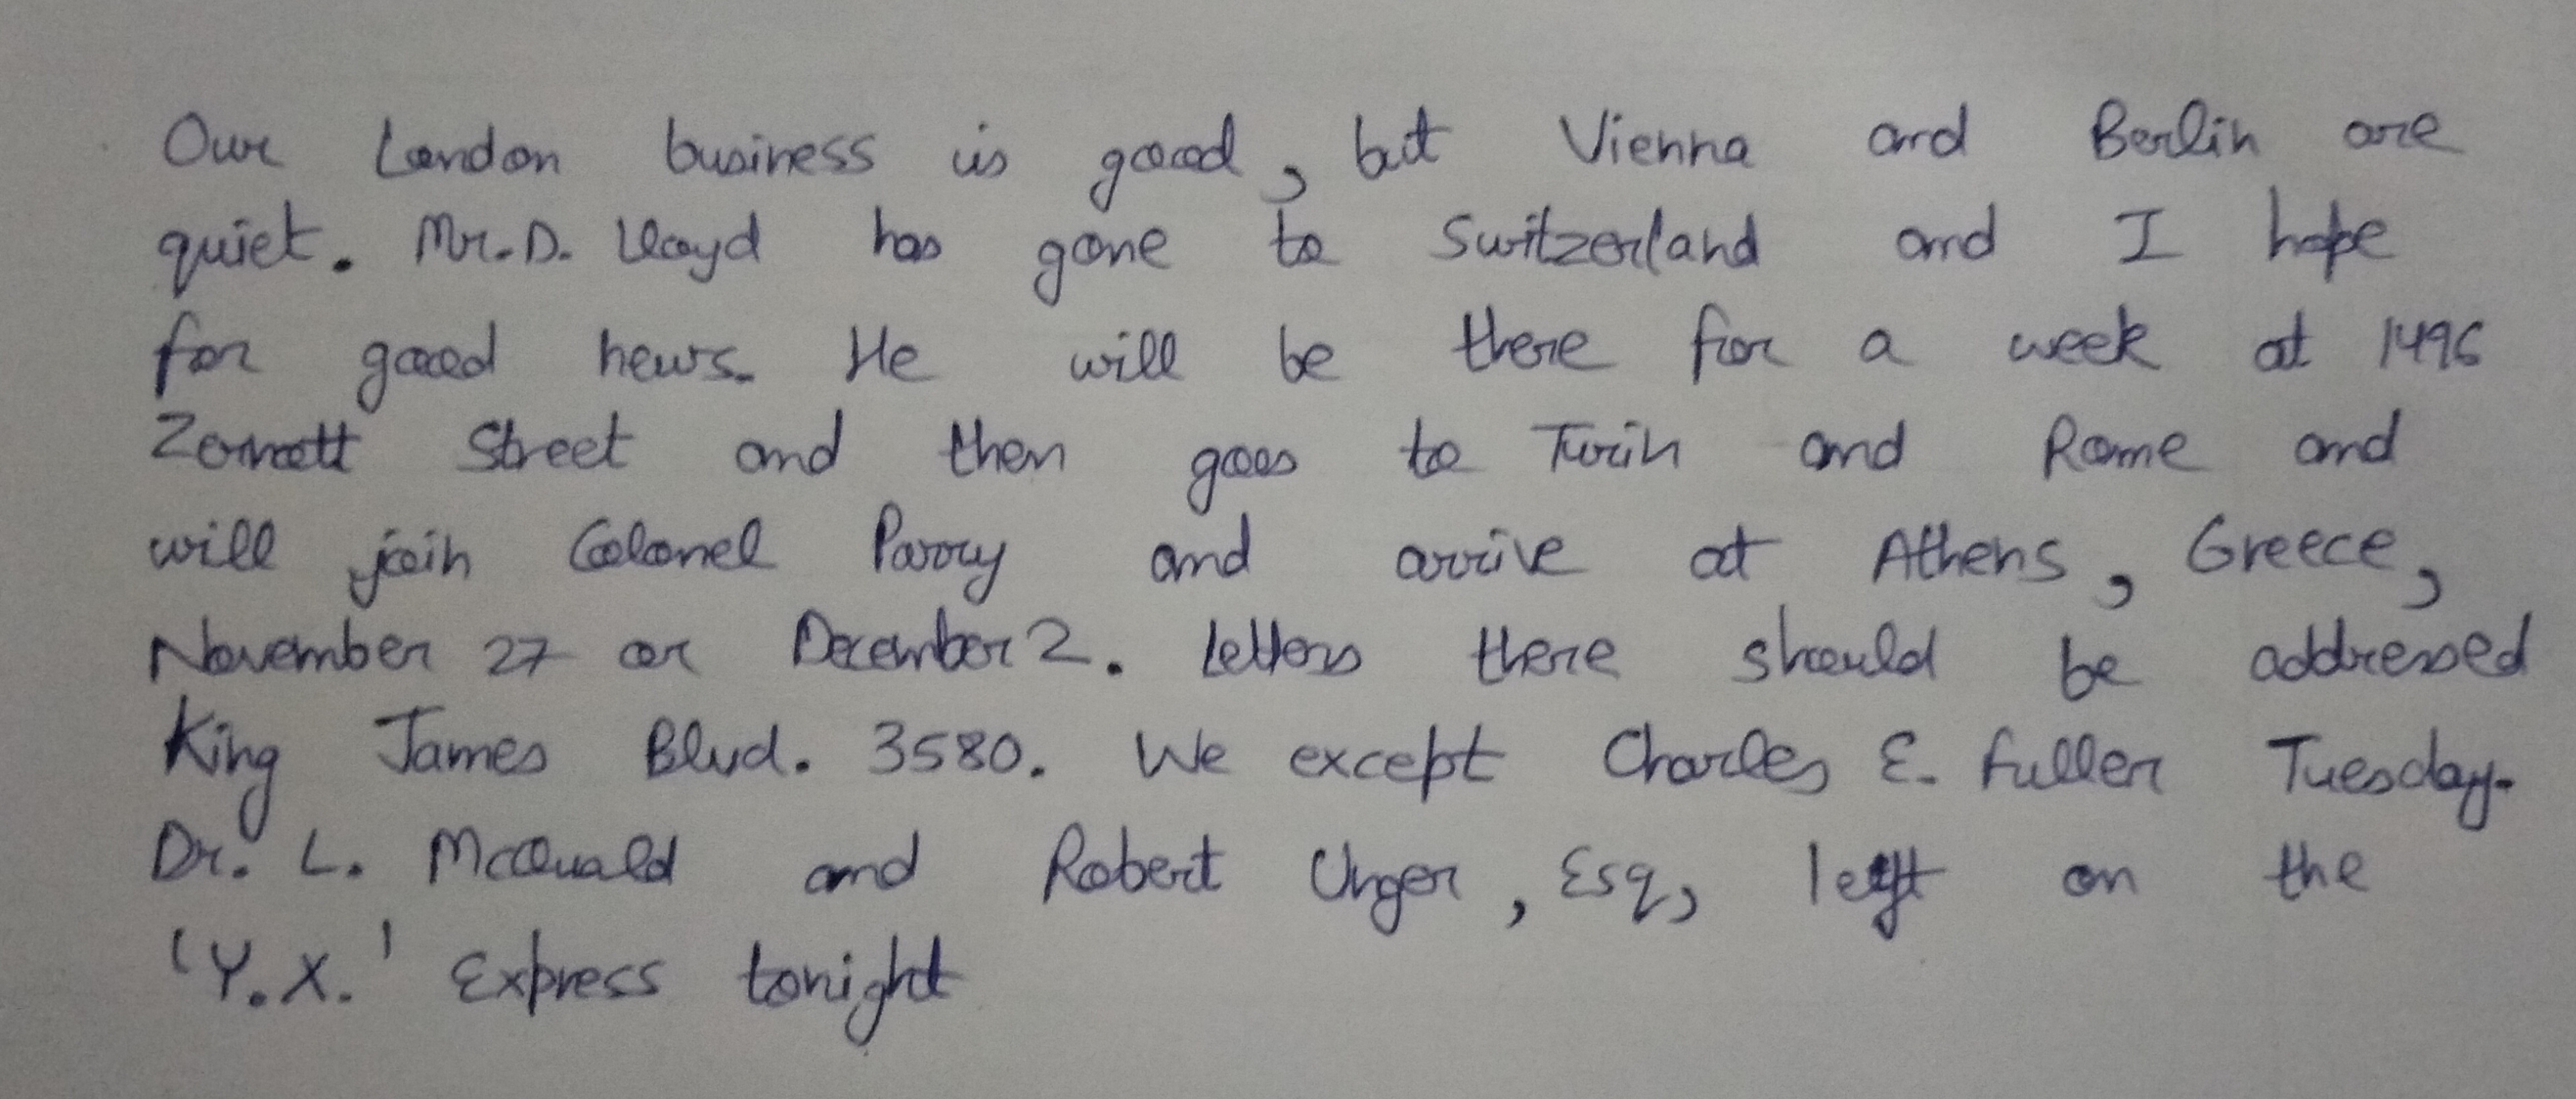 Our London business is good, but Vienna and Berlin are
quiet. Mr. D. Lloyd has gone to Switzerland and I hope
for good news. He will be there for a week at 1496
Zermott Street and then goes to Turin and Rome and
will join Colonel Parry and arrive at Athens, Greece,
November 27 or December 2. Letters there should be addressed
King James Blvd. 3580. We except Charles E. Fuller Tuesday.
Dr. L. McQuald and Robert Unger, Esq, left on the
'Y.X.' Express tonight